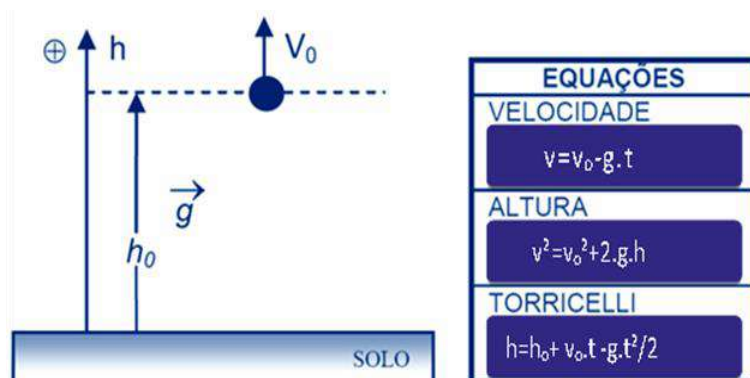 ⊕ h V₀
g
h₀
SOLO
EQUAÇÕES
VELOCIDADE
v=v₀-g.t
ALTURA
v²=v₀²+2.g.h
TORRICELLI
h=h₀+ v₀.t -g.t²/2